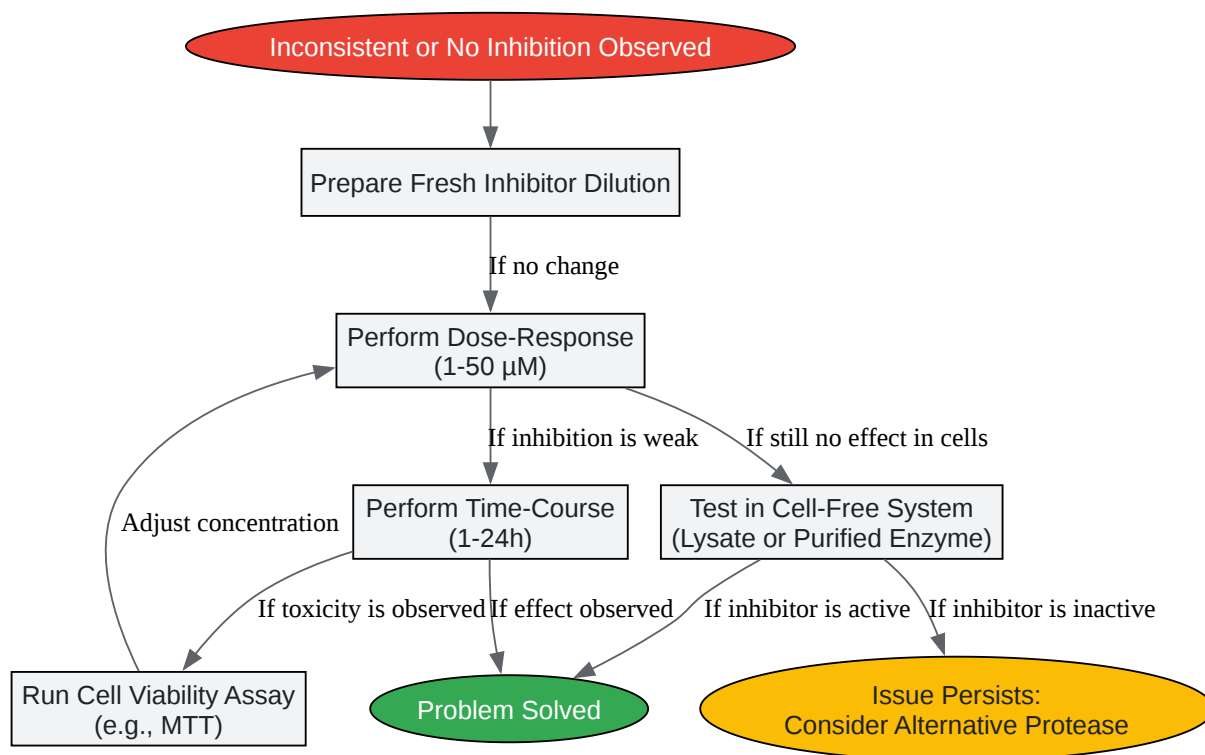 Inconsistent or No Inhibition Observed
Prepare Fresh Inhibitor Dilution
If no change
Perform Dose-Response
(1-50 µM)
If inhibition is weak
If still no effect in cells
Adjust concentration
Perform Time-Course
(1-24h)
Test in Cell-Free System
(Lysate or Purified Enzyme)
If toxicity is observed
If effect observed
If inhibitor is active
If inhibitor is inactive
Run Cell Viability Assay
(e.g., MTT)
Problem Solved
Issue Persists:
Consider Alternative Protease